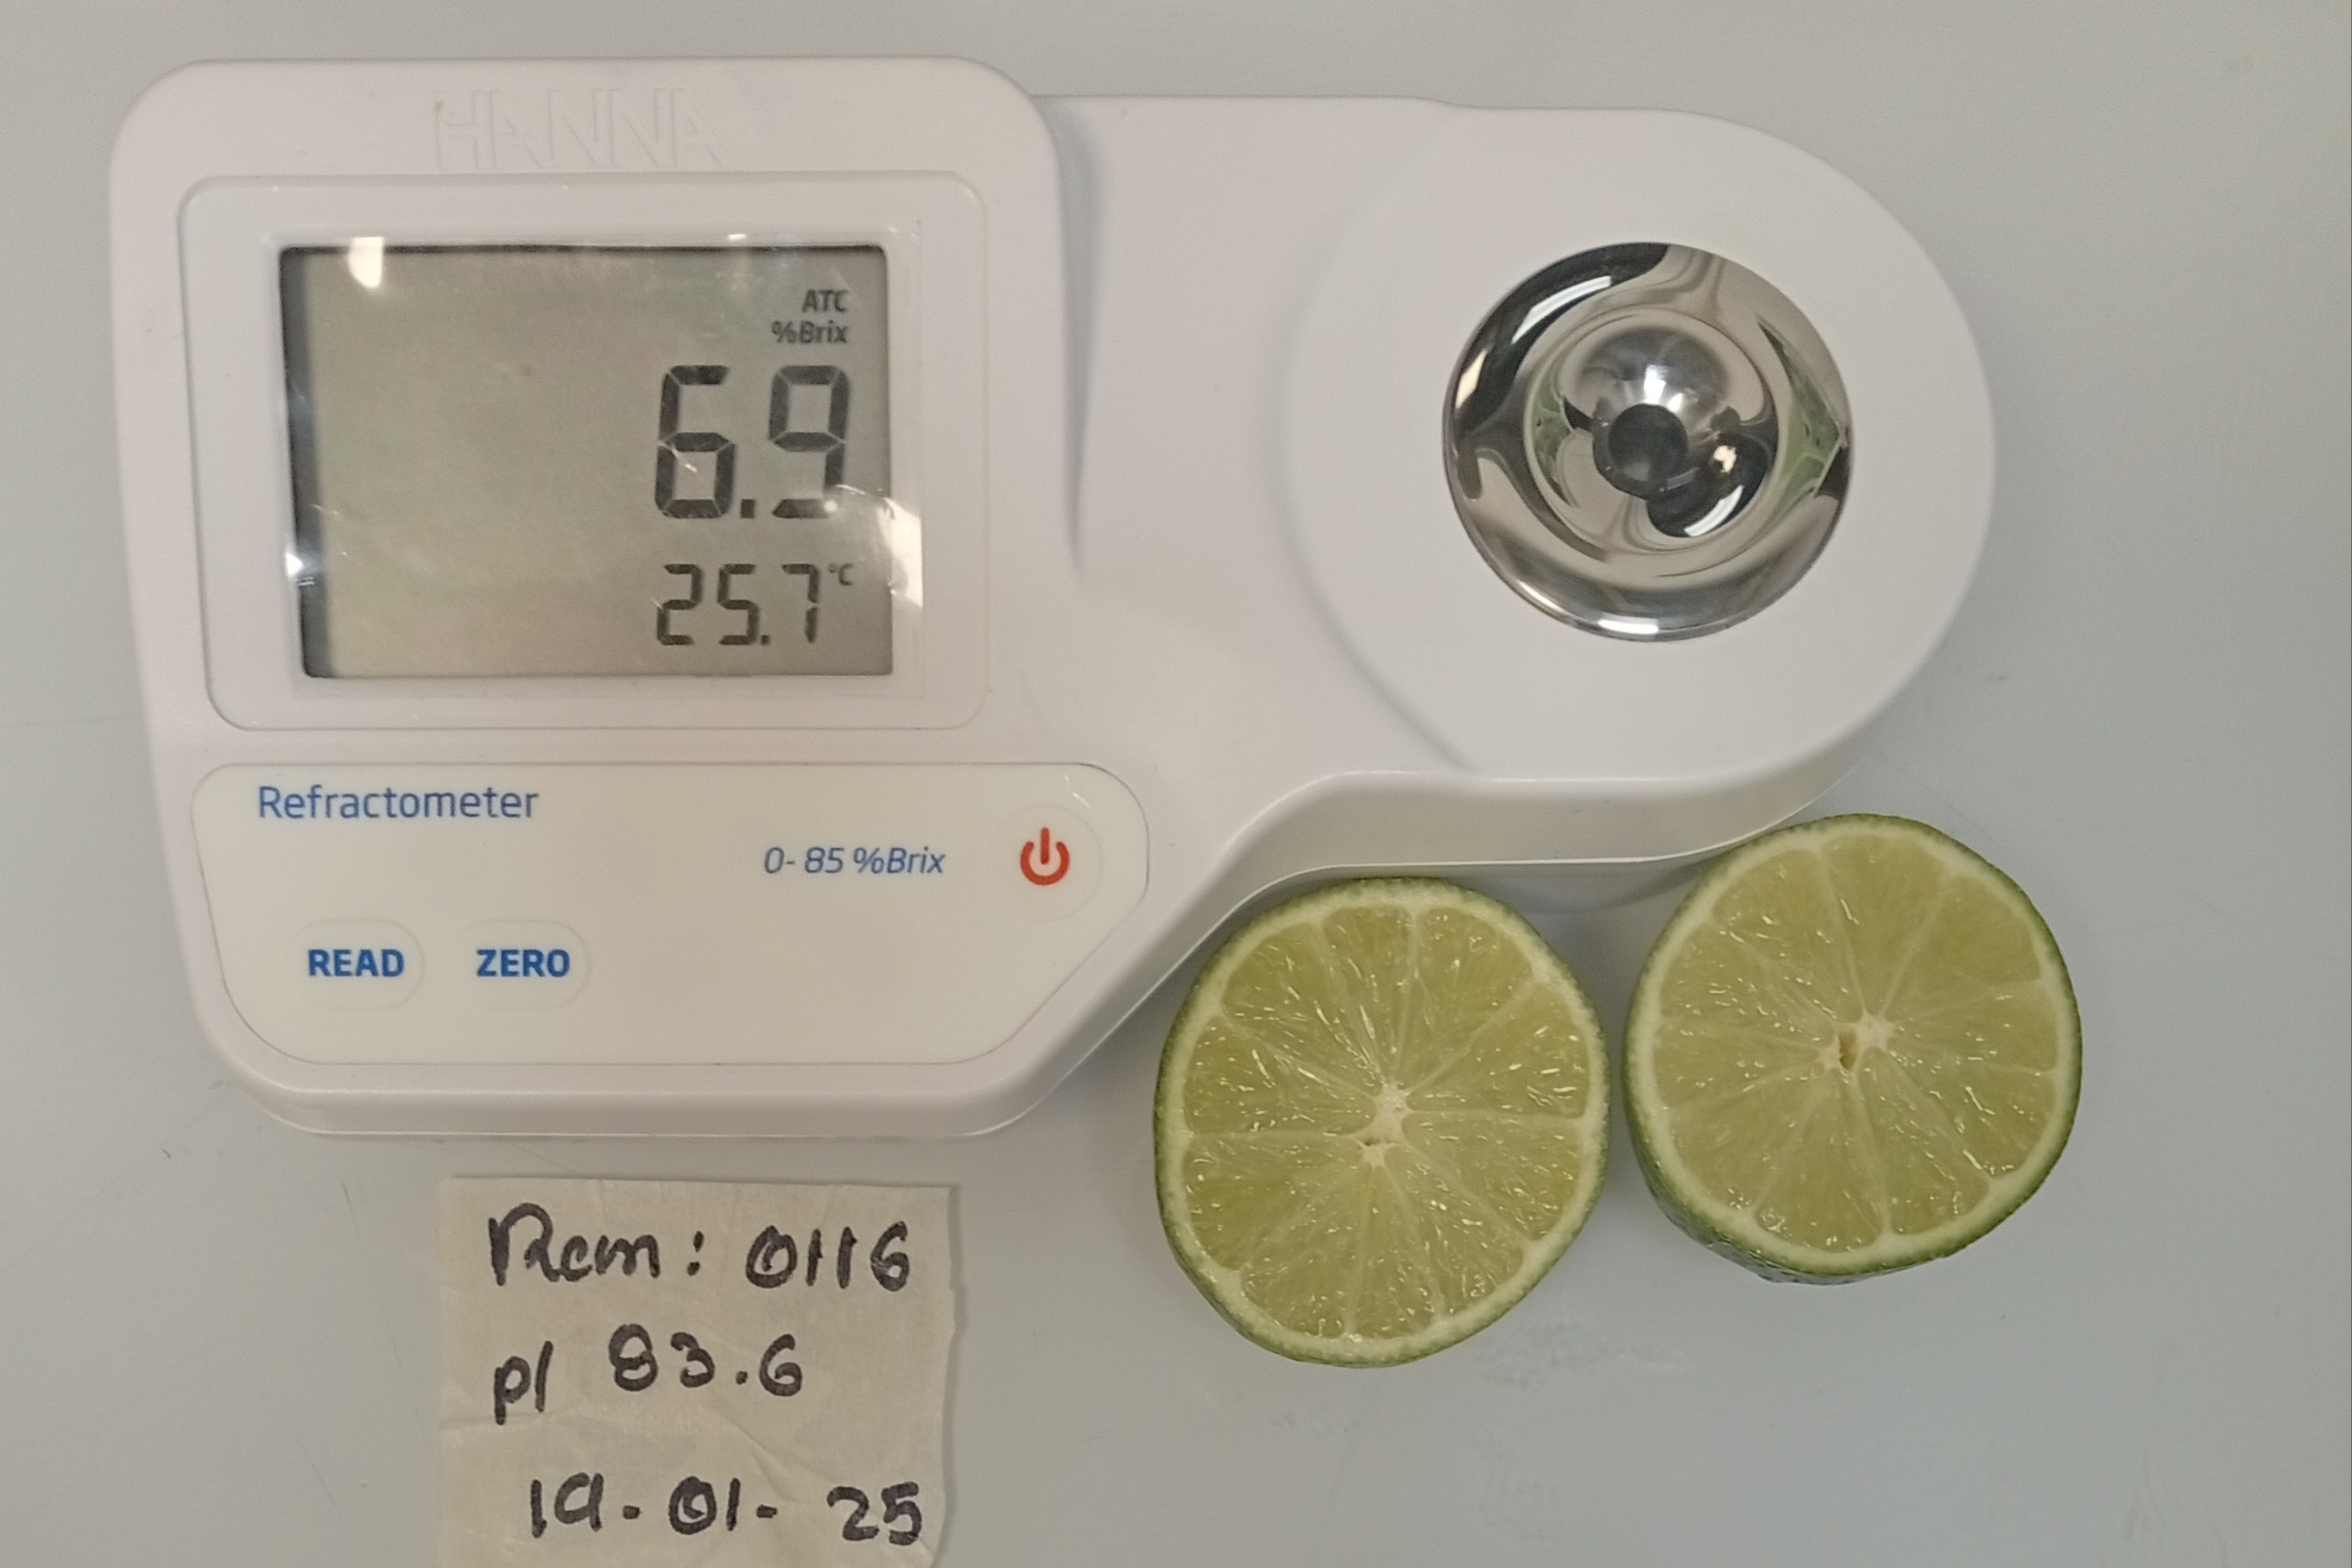 HANNA
ATC
%Brix
6.9
25.7°C
Refractometer
0-85 %Brix
READ ZERO
Rem: 0116
pl 83.6
19-01-25